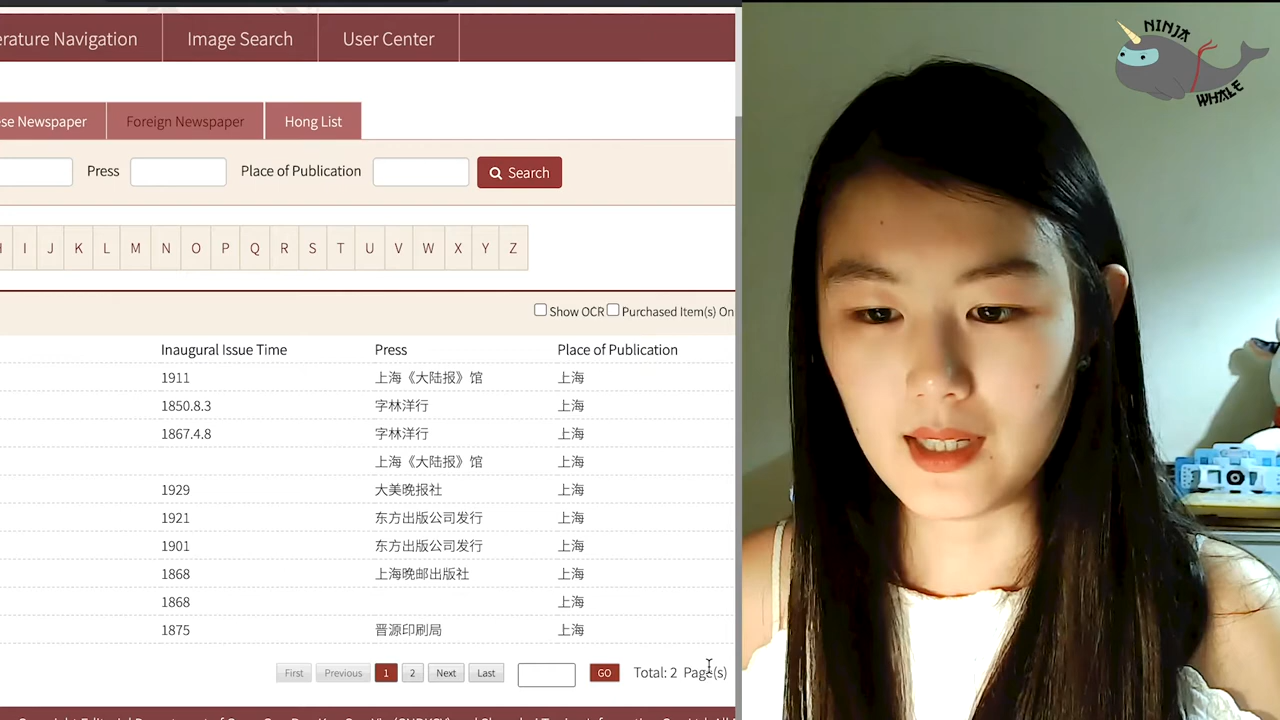 erature Navigation Image Search User Center
NINJA
WHALE
se Newspaper Foreign Newspaper Hong List
Press Place of Publication Search
I J K L M N O P Q R S T U V W X Y Z
Show OCR Purchased Item(s) On
Inaugural Issue Time Press Place of Publication
1911 上海《大陆报》馆 上海
1850.8.3 字林洋行 上海
1867.4.8 字林洋行 上海
上海《大陆报》馆 上海
1929 大美晚报社 上海
1921 东方出版公司发行 上海
1901 东方出版公司发行 上海
1868 上海晚邮出版社 上海
1868 上海
1875 晋源印刷局 上海
First Previous 1 2 Next Last GO Total: 2 Page(s)